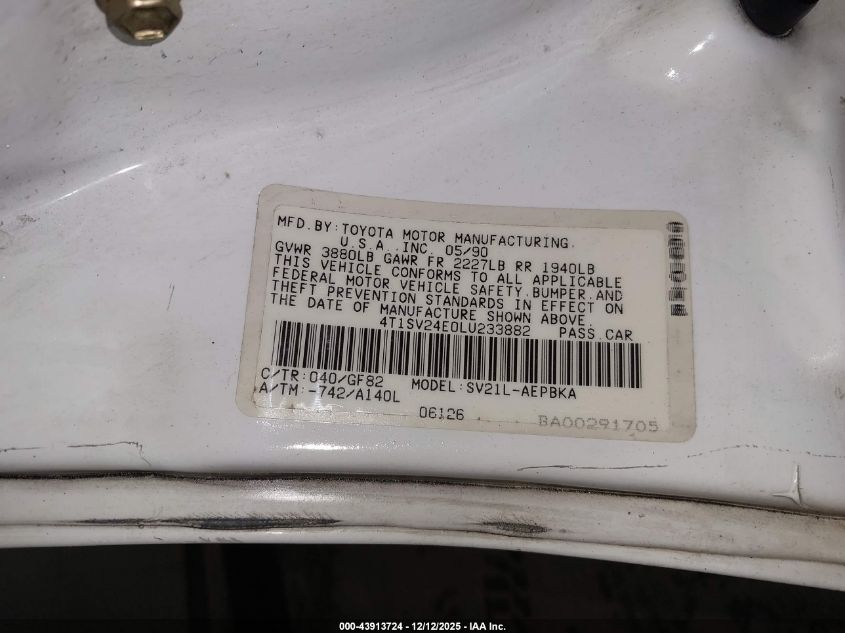 MFD.BY:TOYOTA MOTOR MANUFACTURING,
U.S.A.,INC. 05/90
GVWR 3880LB GAWR FR 2227LB RR 1940LB
THIS VEHICLE CONFORMS TO ALL APPLICABLE
FEDERAL MOTOR VEHICLE SAFETY,BUMPER,AND
THEFT PREVENTION STANDARDS IN EFFECT ON
THE DATE OF MANUFACTURE SHOWN ABOVE.
4T1SV24E0LU233882 PASS.CAR
C/TR:040/GF82 MODEL:SV21L-AEPBKA
A/TM:-742/A140L
06126 BA00291705
000-43913724 - 12/12/2025 - IAA Inc.